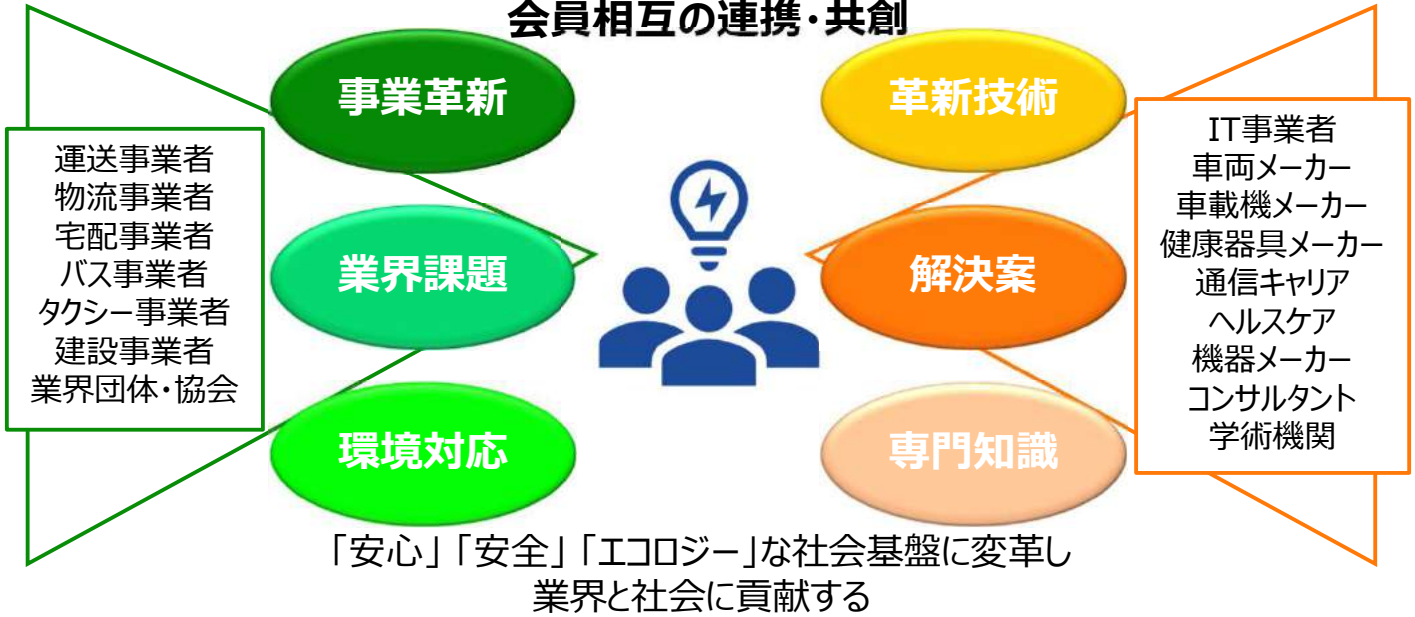 会員相互の連携・共創
事業革新
革新技術
運送事業者
物流事業者
宅配事業者
バス事業者
タクシー事業者
建設事業者
業界団体・協会
業界課題
解決案
IT事業者
車両メーカー
車載機メーカー
健康器具メーカー
通信キャリア
ヘルスケア
機器メーカー
コンサルタント
学術機関
環境対応
専門知識
「安心」「安全」「エコロジー」な社会基盤に変革し
業界と社会に貢献する